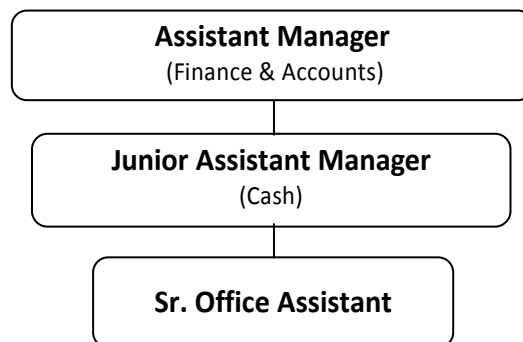 Assistant Manager
(Finance & Accounts)
Junior Assistant Manager
(Cash)
Sr. Office Assistant